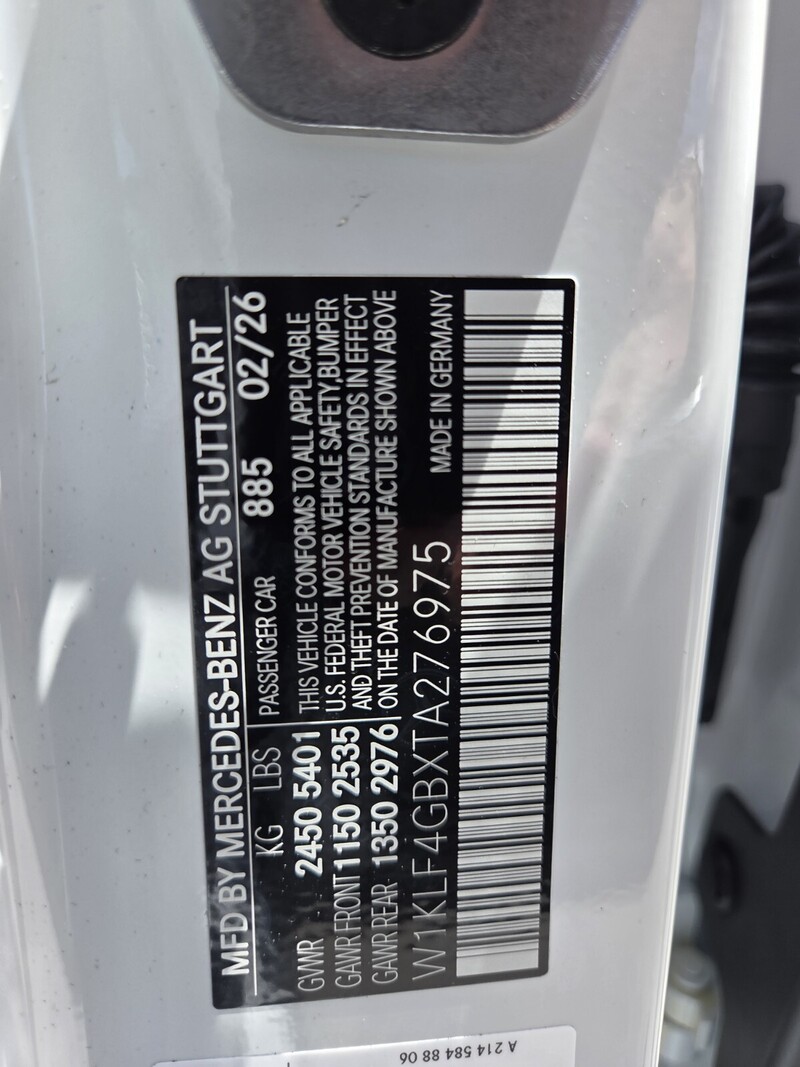 MFD BY MERCEDES-BENZ AG STUTTGART
KG LBS PASSENGER CAR 885 02/26
GVWR 2450 5401 THIS VEHICLE CONFORMS TO ALL APPLICABLE
U.S. FEDERAL MOTOR VEHICLE SAFETY,BUMPER
GAWR FRONT 1150 2535 AND THEFT PREVENTION STANDARDS IN EFFECT
GAWR REAR 1350 2976 ON THE DATE OF MANUFACTURE SHOWN ABOVE
W1KLF4GBXTA276975 MADE IN GERMANY
A 214 584 88 06